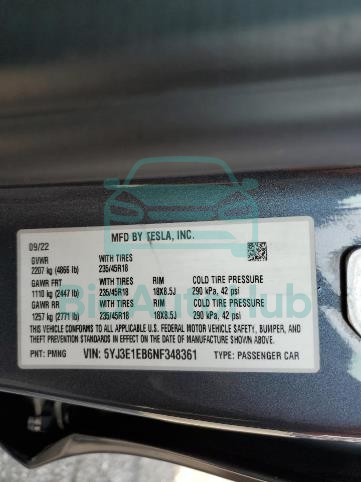 MFD BY TESLA, INC.
09/22
GVWR WITH TIRES
2207 kg (4866 lb) 235/45R18
GAWR FRT WITH TIRES RIM COLD TIRE PRESSURE
1110 kg (2447 lb) 235/45R18 18X8.5J 290 kPa, 42 psi
GAWR RR WITH TIRES RIM COLD TIRE PRESSURE
1257 kg (2771 lb) 235/45R18 18X8.5J 290 kPa, 42 psi
THIS VEHICLE CONFORMS TO ALL APPLICABLE FEDERAL MOTOR VEHICLE SAFETY, BUMPER, AND
THEFT PREVENTION STANDARDS IN EFFECT ON THE DATE OF MANUFACTURE SHOWN ABOVE.
PNT: PMNG VIN: 5YJ3E1EB6NF348361 TYPE: PASSENGER CAR